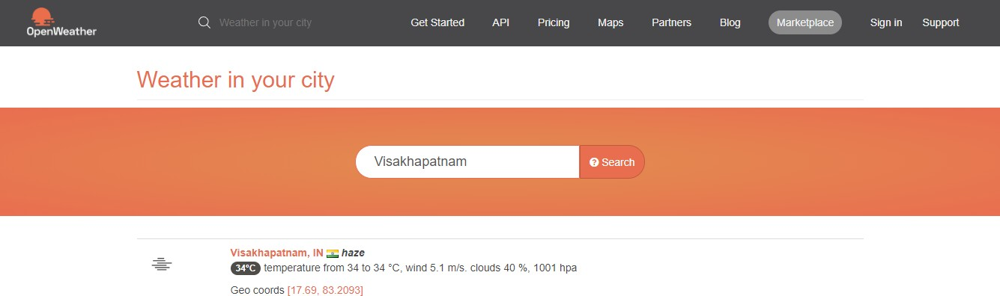 OpenWeather
Weather in your city
Get Started
API
Pricing
Maps
Partners
Blog
Marketplace
Sign in
Support
Weather in your city
Visakhapatnam
Search
Visakhapatnam, IN haze
34°C temperature from 34 to 34 °C, wind 5.1 m/s. clouds 40 %, 1001 hpa
Geo coords [17.69, 83.2093]